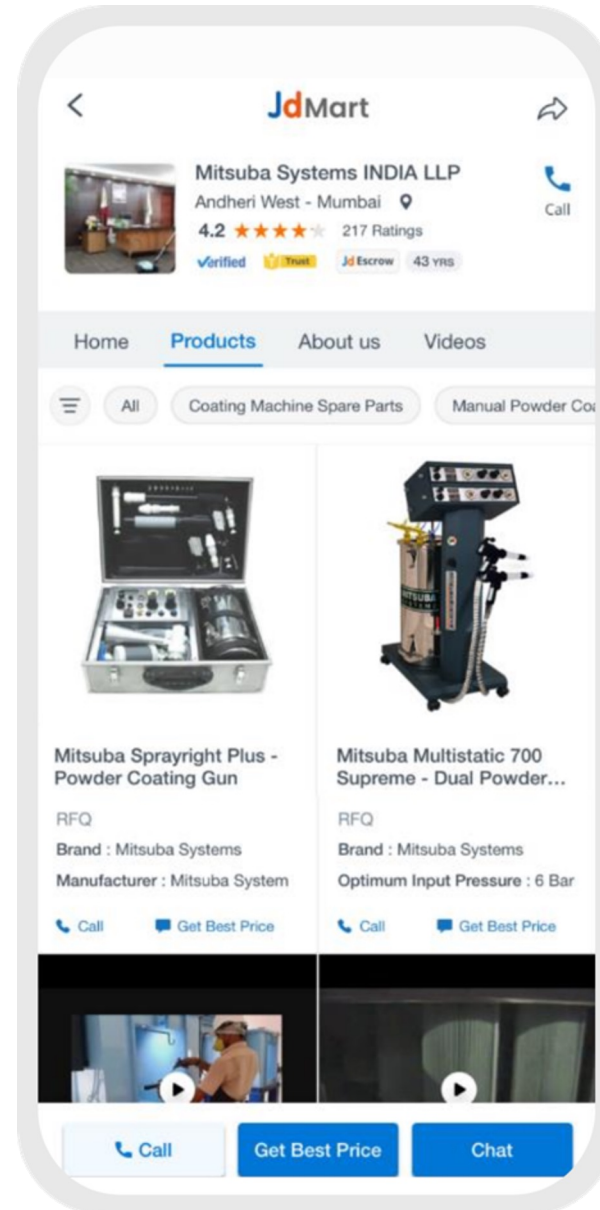 JdMart
Mitsuba Systems INDIA LLP
Andheri West - Mumbai
4.2 217 Ratings
Verified Trust Jd Escrow 43 YRS
Call
Home Products About us Videos
All Coating Machine Spare Parts Manual Powder Coa
MITSUBA
SYSTEMS
Mitsuba Sprayright Plus -
Powder Coating Gun
RFQ
Brand : Mitsuba Systems
Manufacturer : Mitsuba System
Call Get Best Price
Mitsuba Multistatic 700
Supreme - Dual Powder...
RFQ
Brand : Mitsuba Systems
Optimum Input Pressure : 6 Bar
Call Get Best Price
Call Get Best Price Chat